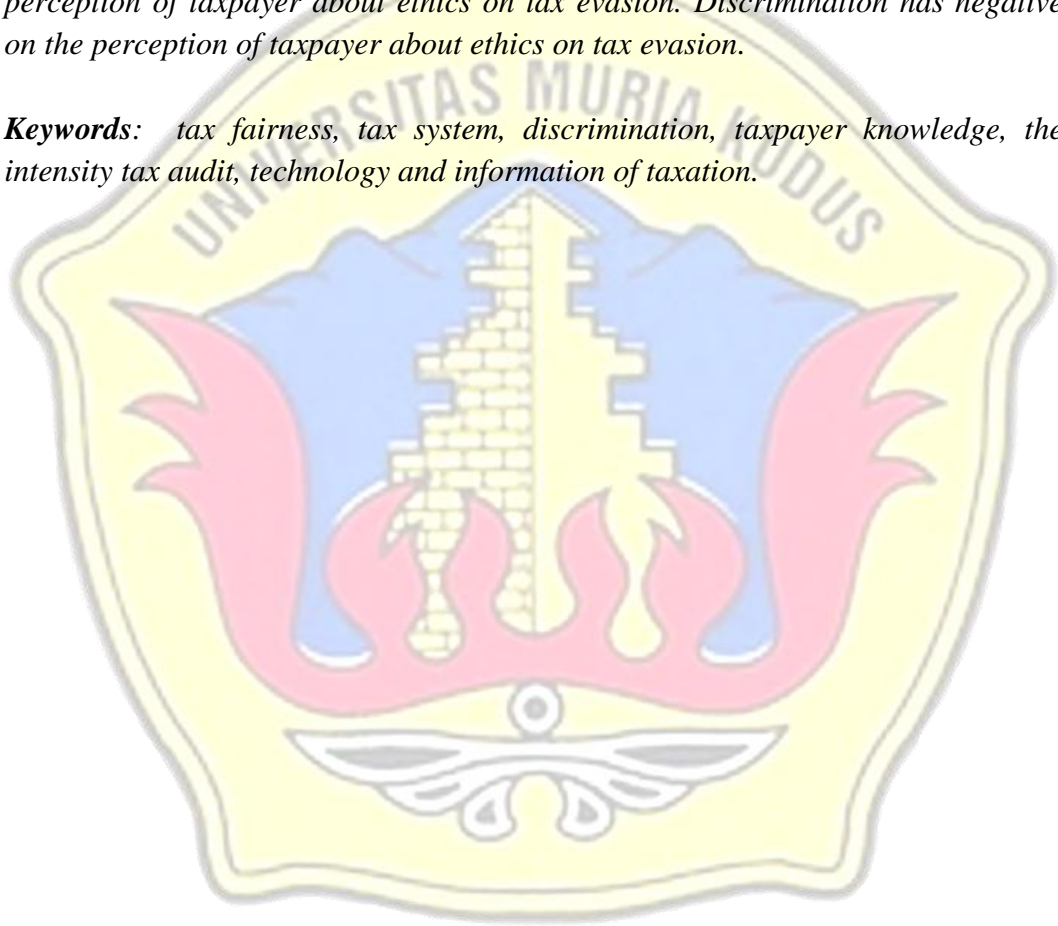 perception of taxpayer about ethics on tax evasion. Discrimination has negative
on the perception of taxpayer about ethics on tax evasion.
Keywords: tax fairness, tax system, discrimination, taxpayer knowledge, the
intensity tax audit, technology and information of taxation.
UNIVERSITAS MURIA KUDUS